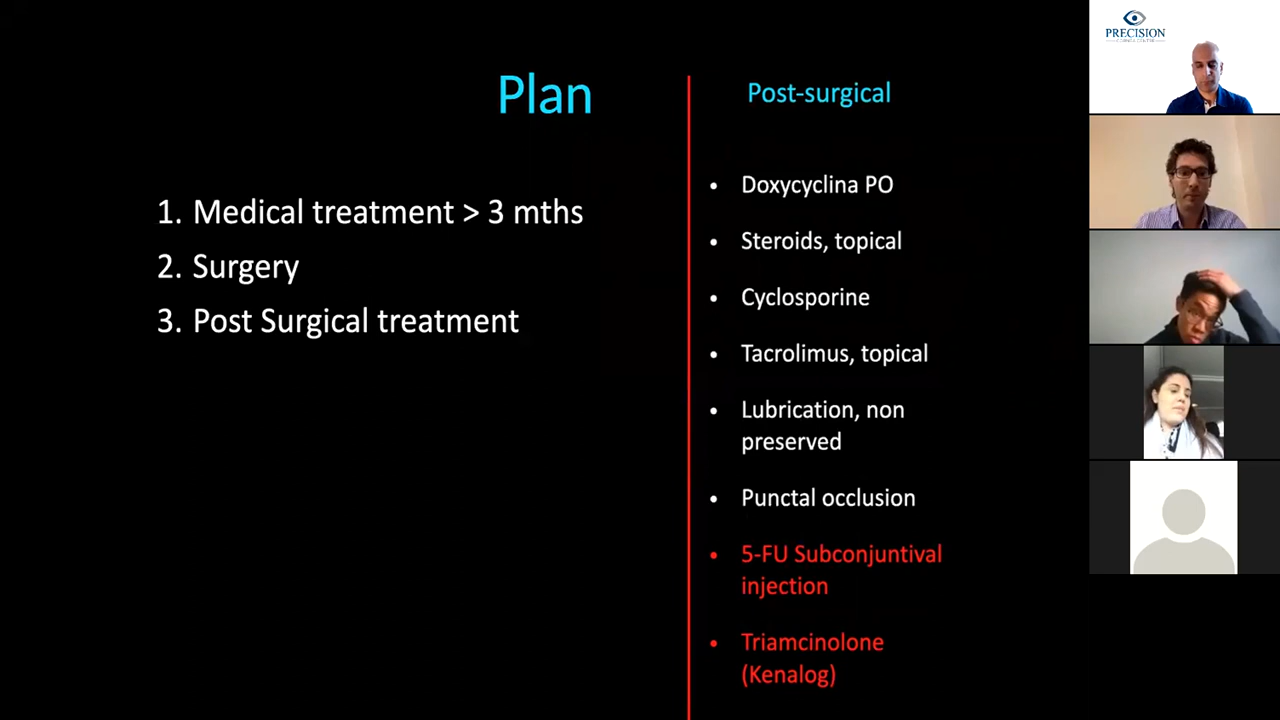 Plan
1. Medical treatment > 3 mths
2. Surgery
3. Post Surgical treatment
Post-surgical
• Doxycyclina PO
• Steroids, topical
• Cyclosporine
• Tacrolimus, topical
• Lubrication, non
preserved
• Punctal occlusion
• 5-FU Subconjuntival
injection
• Triamcinolone
(Kenalog)
PRECISION